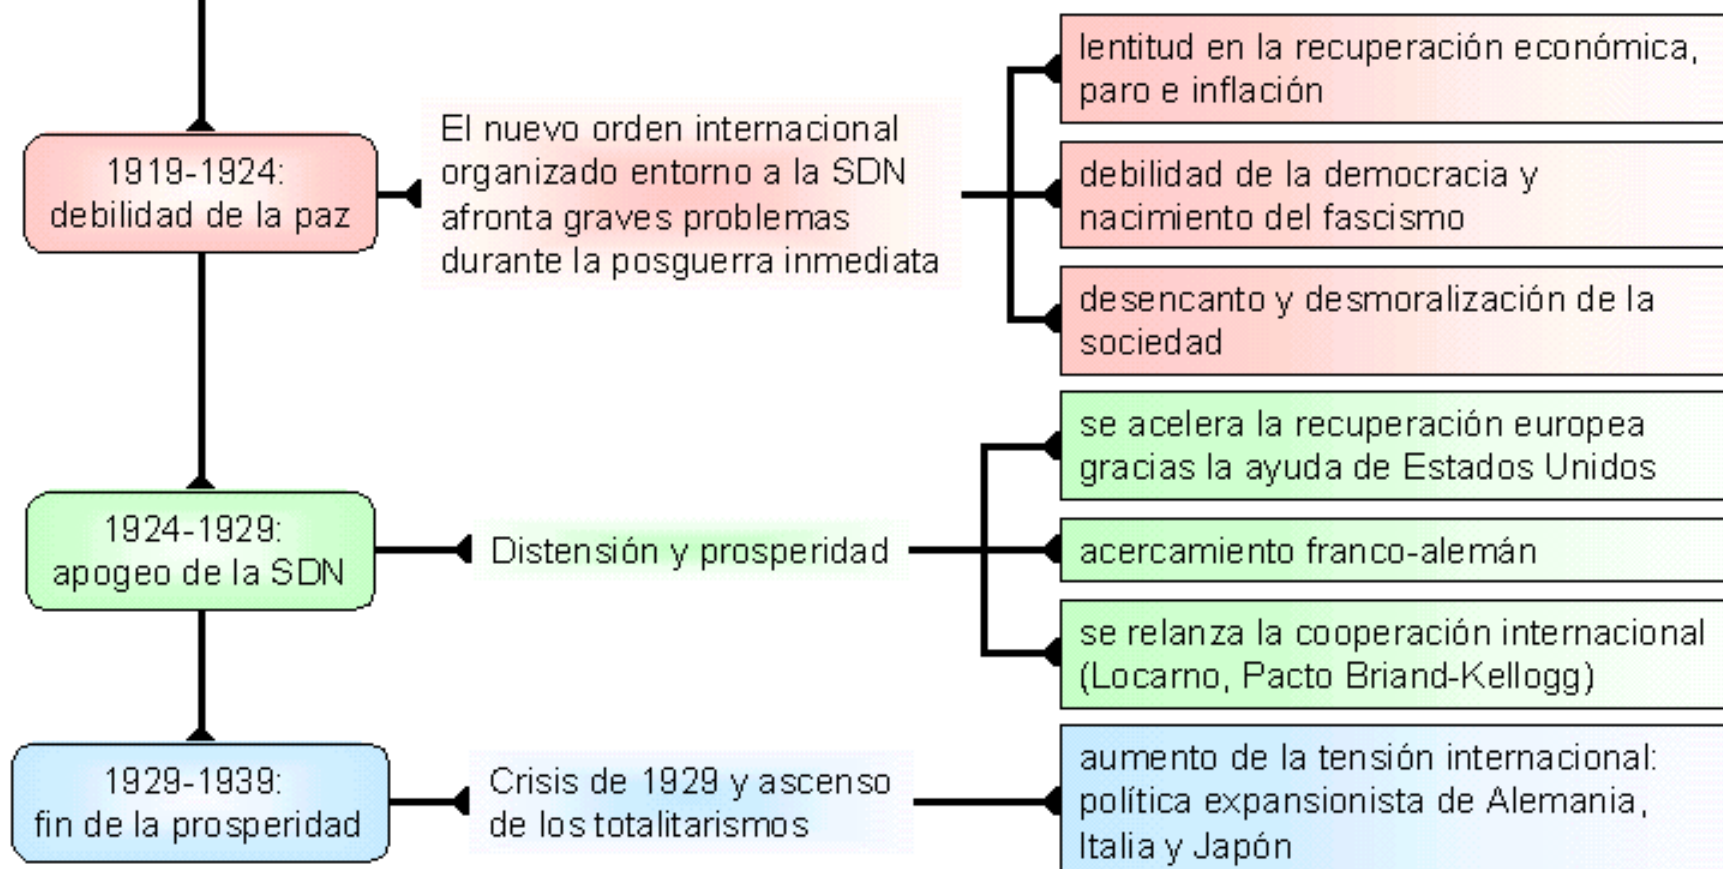 1919-1924:
debilidad de la paz
El nuevo orden internacional
organizado entorno a la SDN
afronta graves problemas
durante la posguerra inmediata
lentitud en la recuperación económica,
paro e inflación
debilidad de la democracia y
nacimiento del fascismo
desencanto y desmoralización de la
sociedad
1924-1929:
apogeo de la SDN
Distensión y prosperidad
se acelera la recuperación europea
gracias la ayuda de Estados Unidos
acercamiento franco-alemán
se relanza la cooperación internacional
(Locarno, Pacto Briand-Kellogg)
1929-1939:
fin de la prosperidad
Crisis de 1929 y ascenso
de los totalitarismos
aumento de la tensión internacional:
política expansionista de Alemania,
Italia y Japón